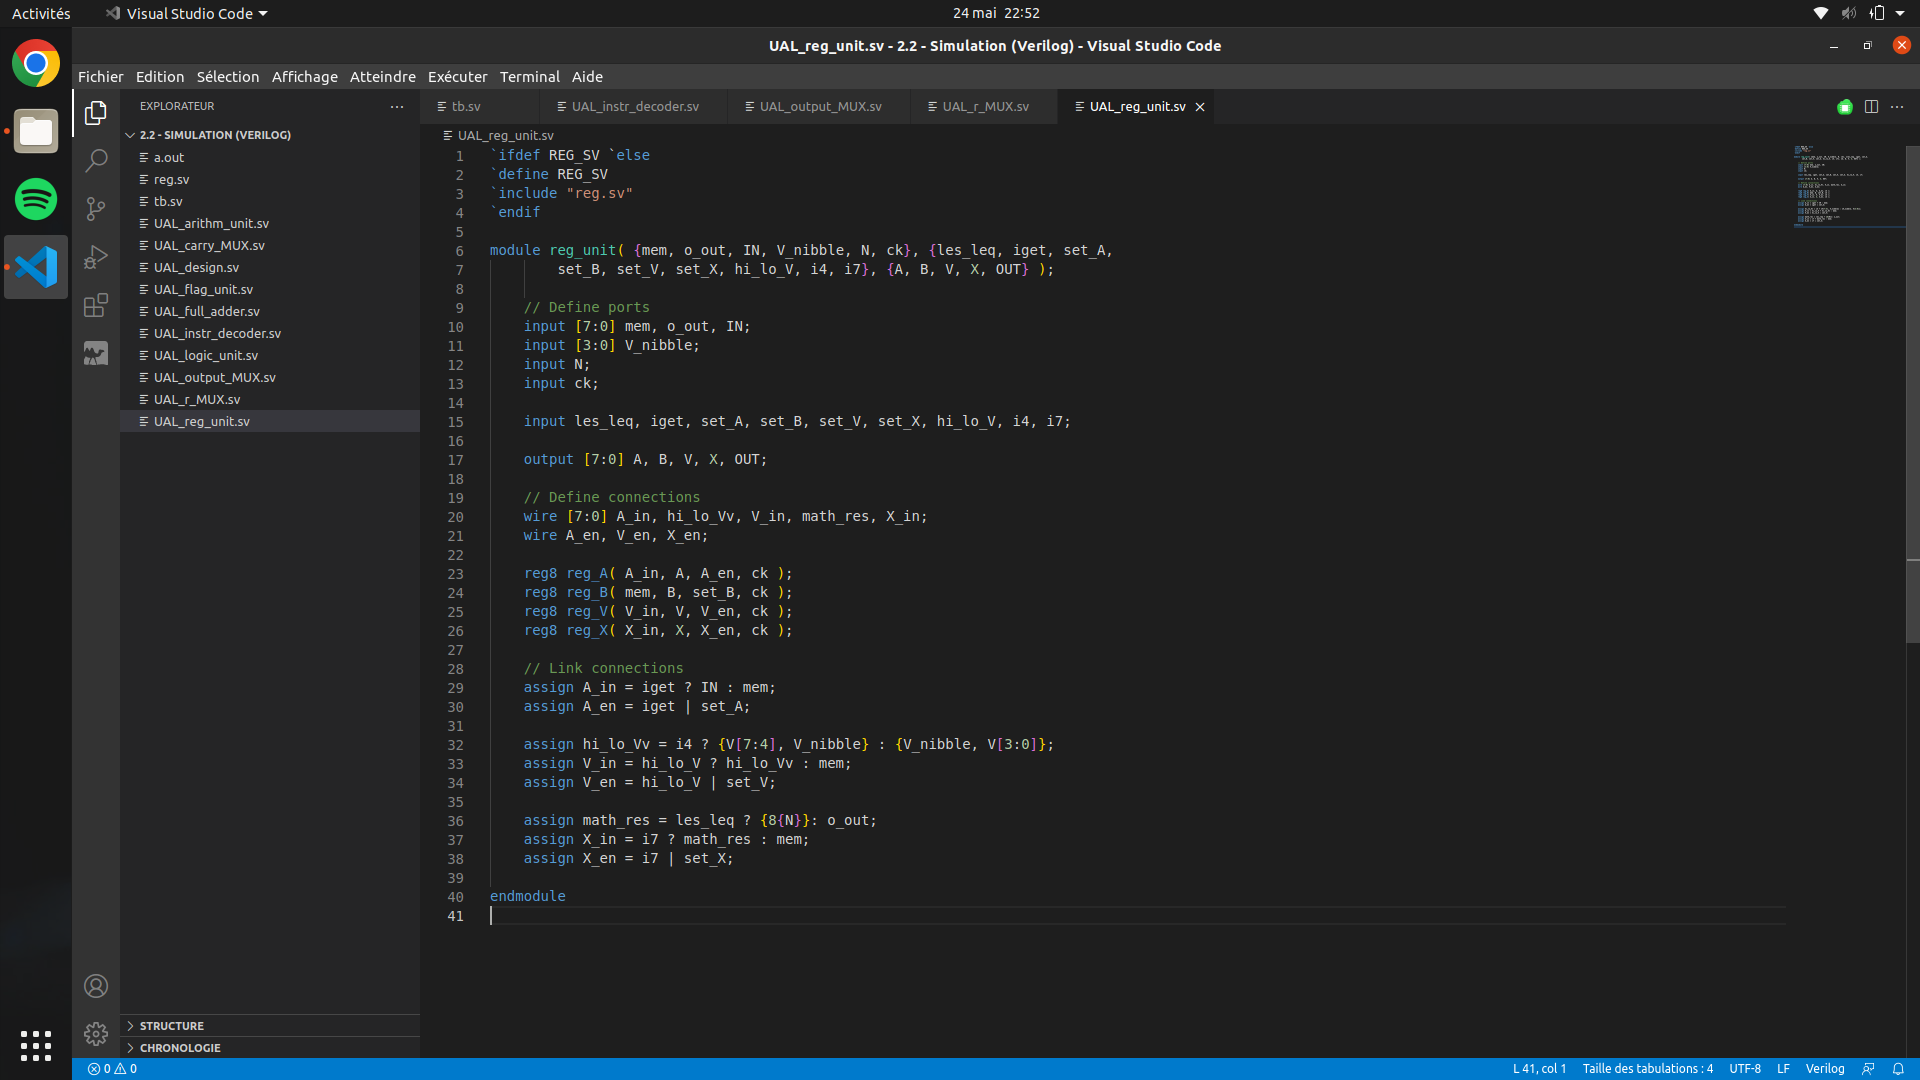 Activités
Visual Studio Code
24 mai 22:52
UAL_reg_unit.sv - 2.2 - Simulation (Verilog) - Visual Studio Code
Fichier Edition Sélection Affichage Atteindre Exécuter Terminal Aide
EXPLORATEUR
2.2 - SIMULATION (VERILOG)
a.out
reg.sv
tb.sv
UAL_arithm_unit.sv
UAL_carry_MUX.sv
UAL_design.sv
UAL_flag_unit.sv
UAL_full_adder.sv
UAL_instr_decoder.sv
UAL_logic_unit.sv
UAL_output_MUX.sv
UAL_r_MUX.sv
UAL_reg_unit.sv
STRUCTURE
CHRONOLOGIE
tb.sv UAL_instr_decoder.sv UAL_output_MUX.sv UAL_r_MUX.sv UAL_reg_unit.sv
UAL_reg_unit.sv
1 `ifdef REG_SV `else
2 `define REG_SV
3 `include "reg.sv"
4 `endif
5
6 module reg_unit( {mem, o_out, IN, V_nibble, N, ck}, {les_leq, iget, set_A,
7         set_B, set_V, set_X, hi_lo_V, i4, i7}, {A, B, V, X, OUT} );
8
9     // Define ports
10     input [7:0] mem, o_out, IN;
11     input [3:0] V_nibble;
12     input N;
13     input ck;
14
15     input les_leq, iget, set_A, set_B, set_V, set_X, hi_lo_V, i4, i7;
16
17     output [7:0] A, B, V, X, OUT;
18
19     // Define connections
20     wire [7:0] A_in, hi_lo_Vv, V_in, math_res, X_in;
21     wire A_en, V_en, X_en;
22
23     reg8 reg_A( A_in, A, A_en, ck );
24     reg8 reg_B( mem, B, set_B, ck );
25     reg8 reg_V( V_in, V, V_en, ck );
26     reg8 reg_X( X_in, X, X_en, ck );
27
28     // Link connections
29     assign A_in = iget ? IN : mem;
30     assign A_en = iget | set_A;
31
32     assign hi_lo_Vv = i4 ? {V[7:4], V_nibble} : {V_nibble, V[3:0]};
33     assign V_in = hi_lo_V ? hi_lo_Vv : mem;
34     assign V_en = hi_lo_V | set_V;
35
36     assign math_res = les_leq ? {8{N}}: o_out;
37     assign X_in = i7 ? math_res : mem;
38     assign X_en = i7 | set_X;
39
40 endmodule
41
0 0
L 41, col 1 Taille des tabulations : 4 UTF-8 LF Verilog